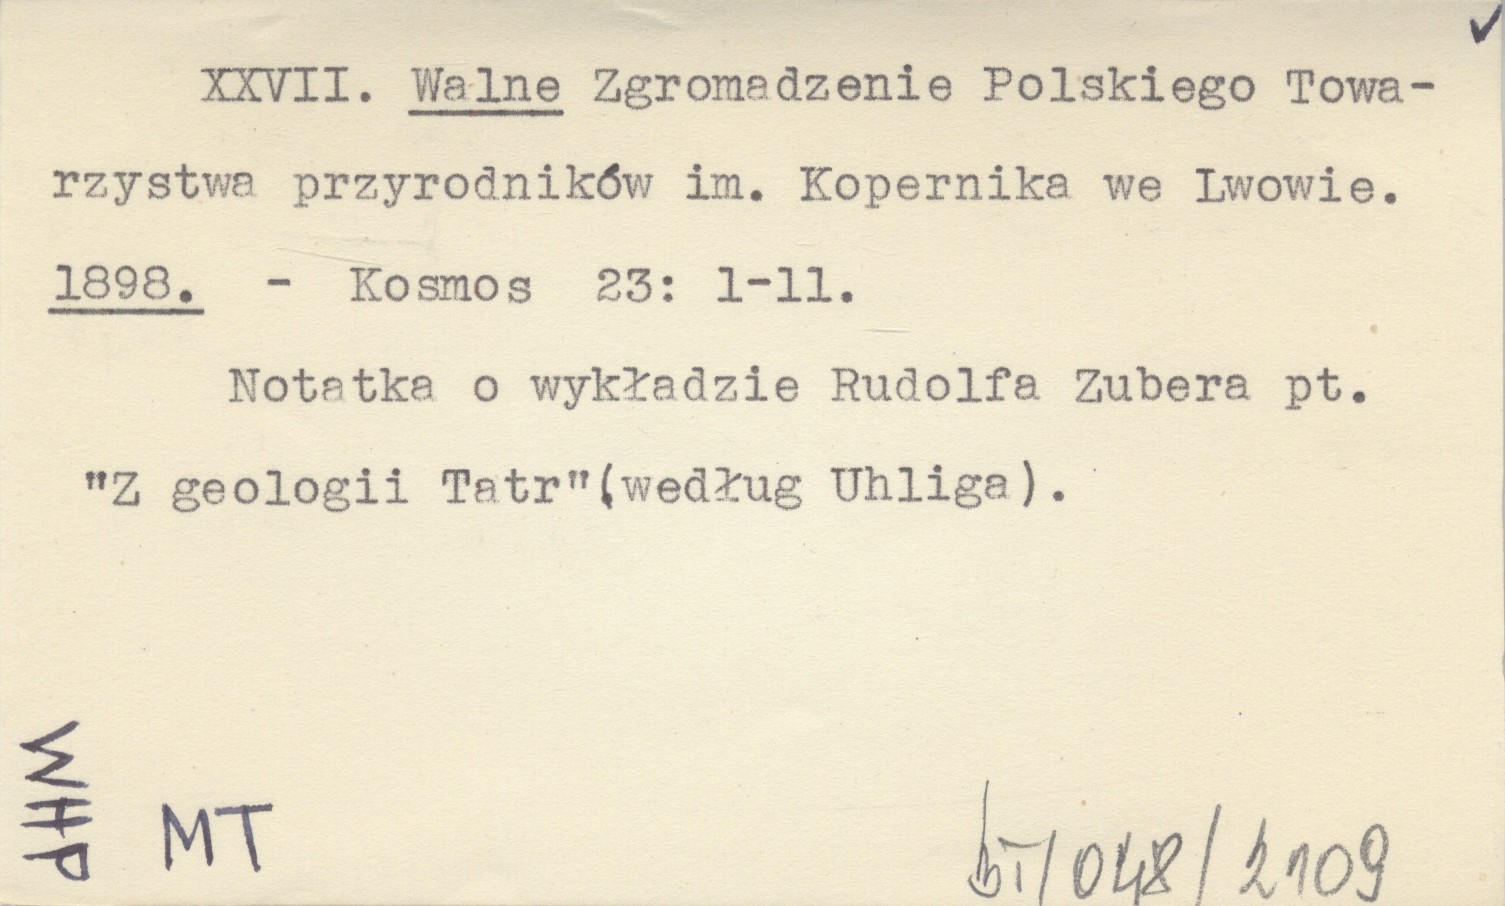 XXVII. Walne Zgromadzenie Polskiego Towa-
rzystwa przyrodników im. Kopernika we Lwowie.
1898. - Kosmos 23: 1-11.
Notatka o wykładzie Rudolfa Zubera pt.
"Z geologii Tatr"(według Uhliga).
WHP
MT
/048/2109